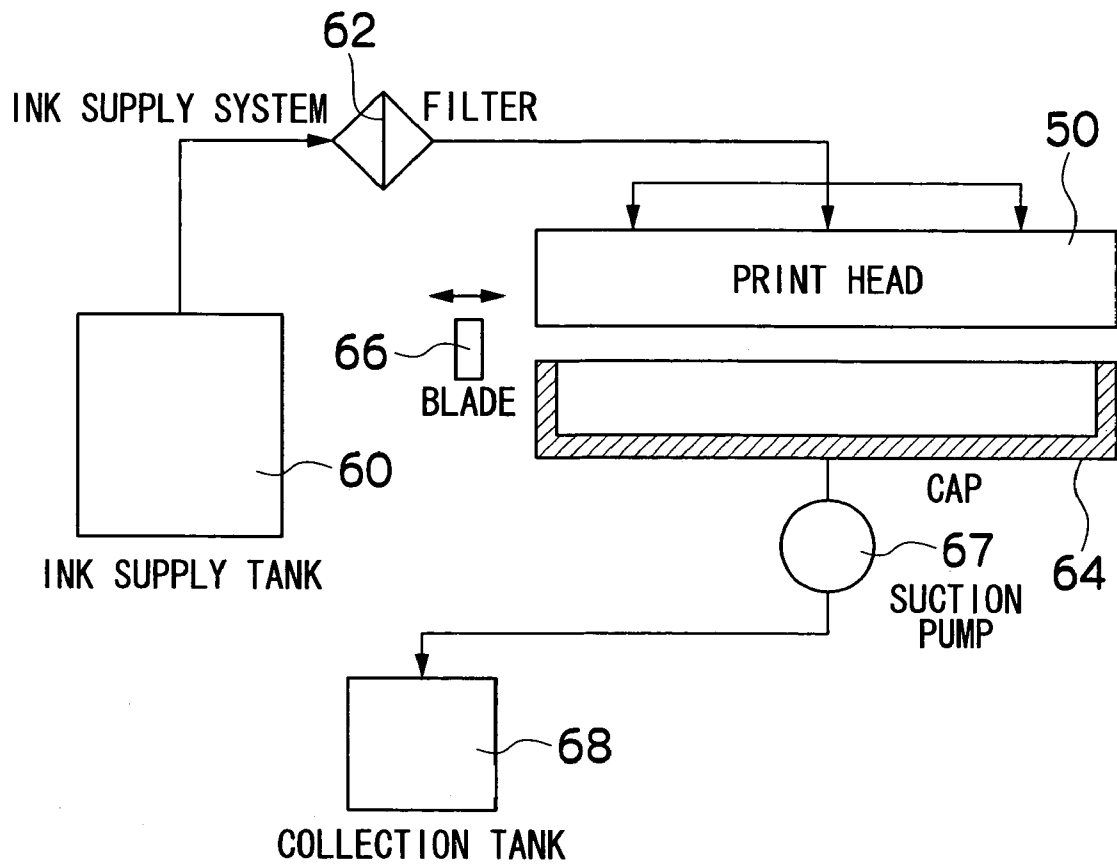 62
INK SUPPLY SYSTEM
FILTER
50
PRINT HEAD
66
BLADE
60
CAP
INK SUPPLY TANK
67
64
SUCTION
PUMP
68
COLLECTION TANK